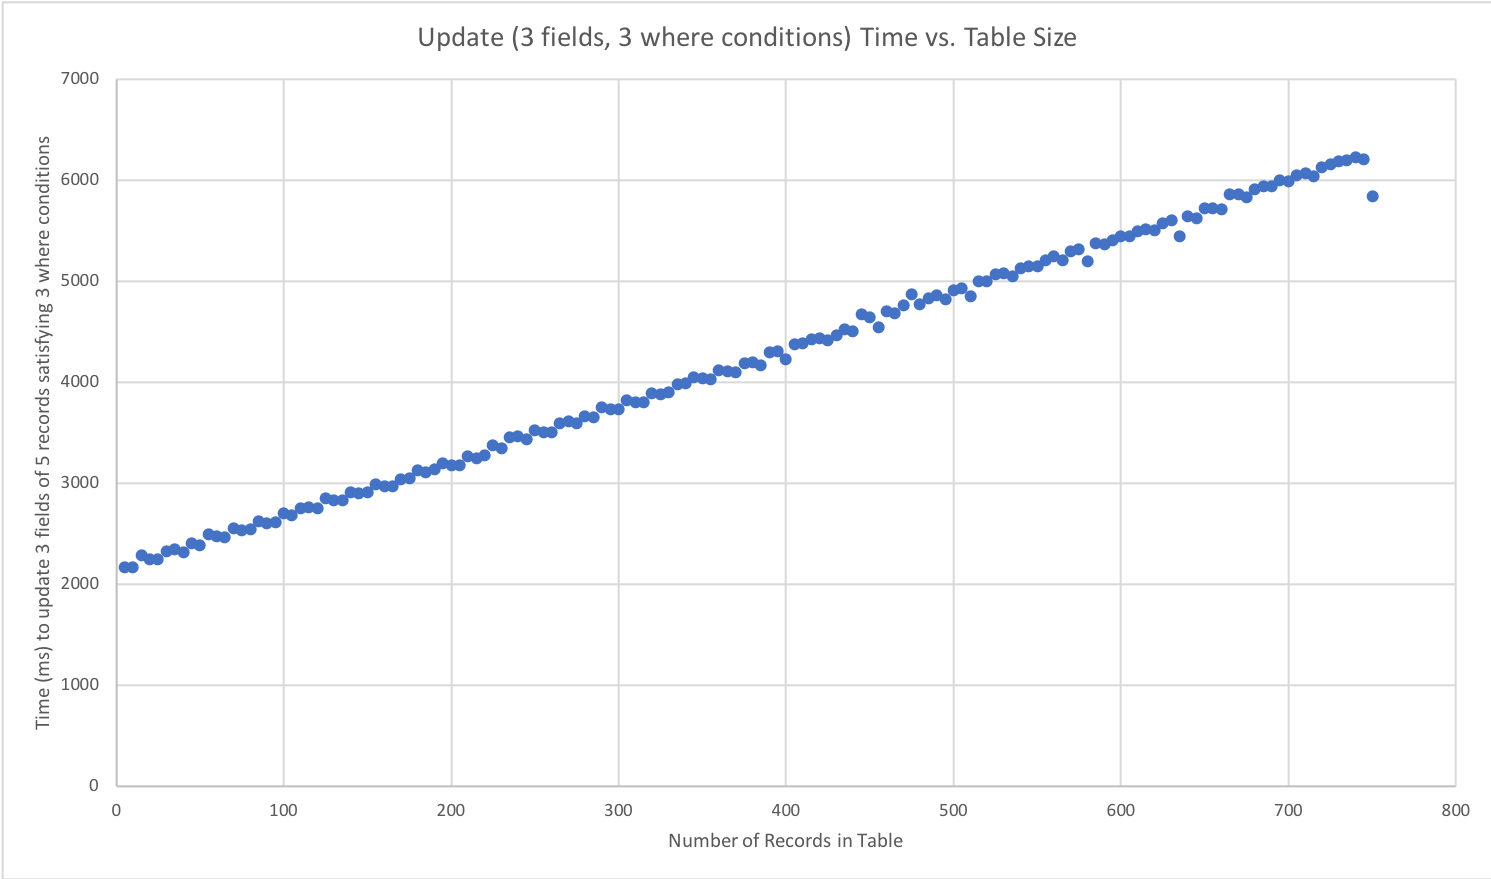 Update (3 fields, 3 where conditions) Time vs. Table Size
Time (ms) to update 3 fields of 5 records satisfying 3 where conditions
7000
6000
5000
4000
3000
2000
1000
0
0 100 200 300 400 500 600 700 800
Number of Records in Table